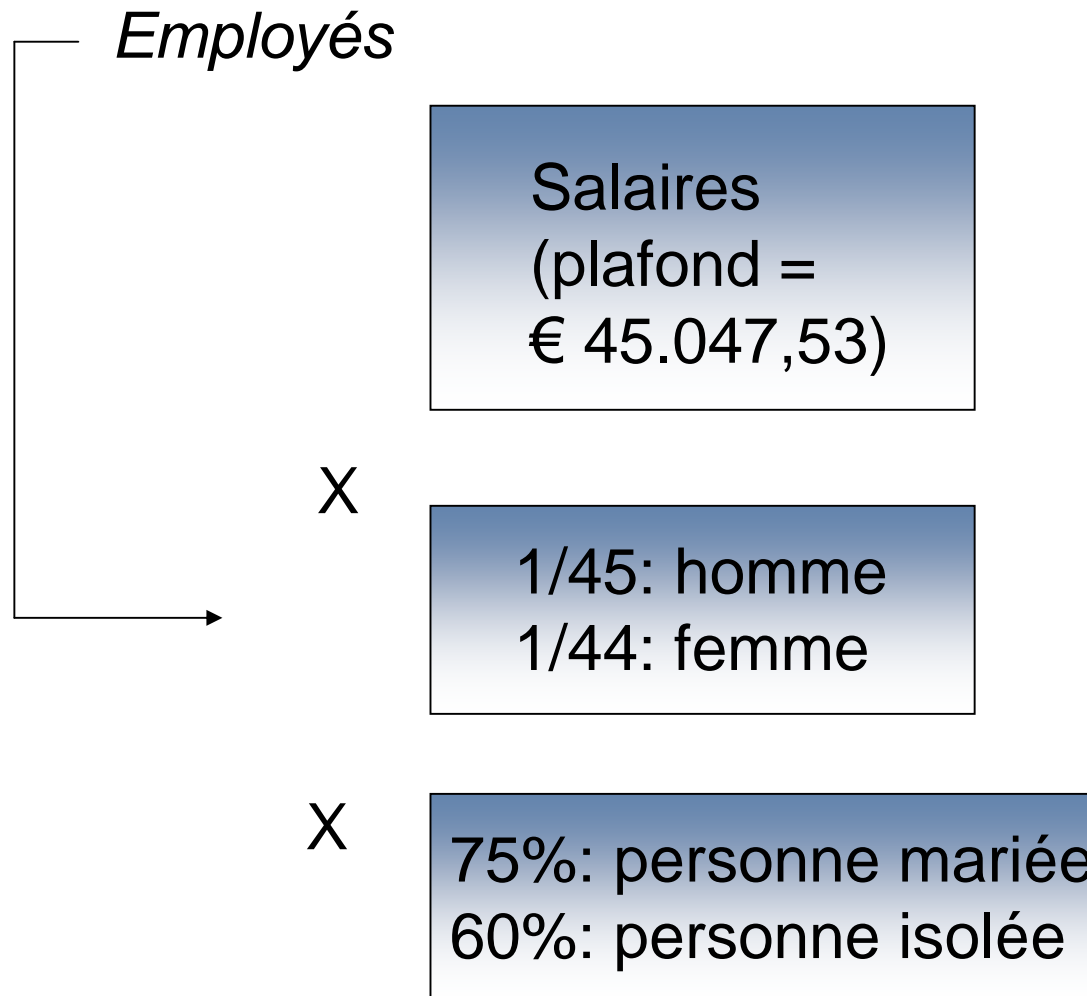 Employés
Salaires
(plafond =
€ 45.047,53)
X
1/45: homme
1/44: femme
X
75%: personne mariée
60%: personne isolée